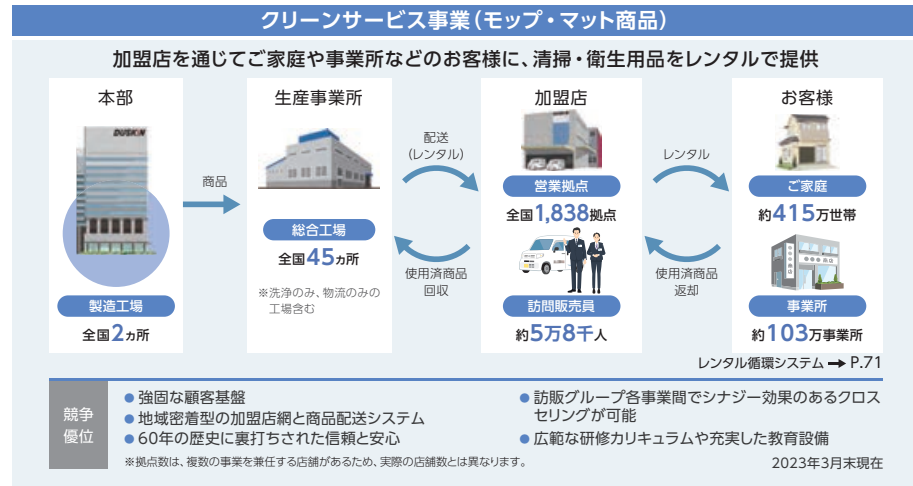 クリーンサービス事業（モップ・マット商品）
加盟店を通じてご家庭や事業所などのお客様に、清掃・衛生用品をレンタルで提供
本部
DUSKIN
製造工場
全国2ヵ所
商品
生産事業所
総合工場
全国45ヵ所
※洗浄のみ、物流のみの
工場含む
配送
(レンタル)
使用済商品
回収
加盟店
営業拠点
全国1,838拠点
訪問販売員
約5万8千人
レンタル
使用済商品
返却
お客様
ご家庭
約415万世帯
事業所
約103万事業所
レンタル循環システム➡P.71
競争
優位
●強固な顧客基盤
●地域密着型の加盟店網と商品配送システム
●60年の歴史に裏打ちされた信頼と安心
●訪販グループ各事業間でシナジー効果のあるクロス
セリングが可能
●広範な研修カリキュラムや充実した教育設備
※拠点数は、複数の事業を兼任する店舗があるため、実際の店舗数とは異なります。
2023年3月末現在